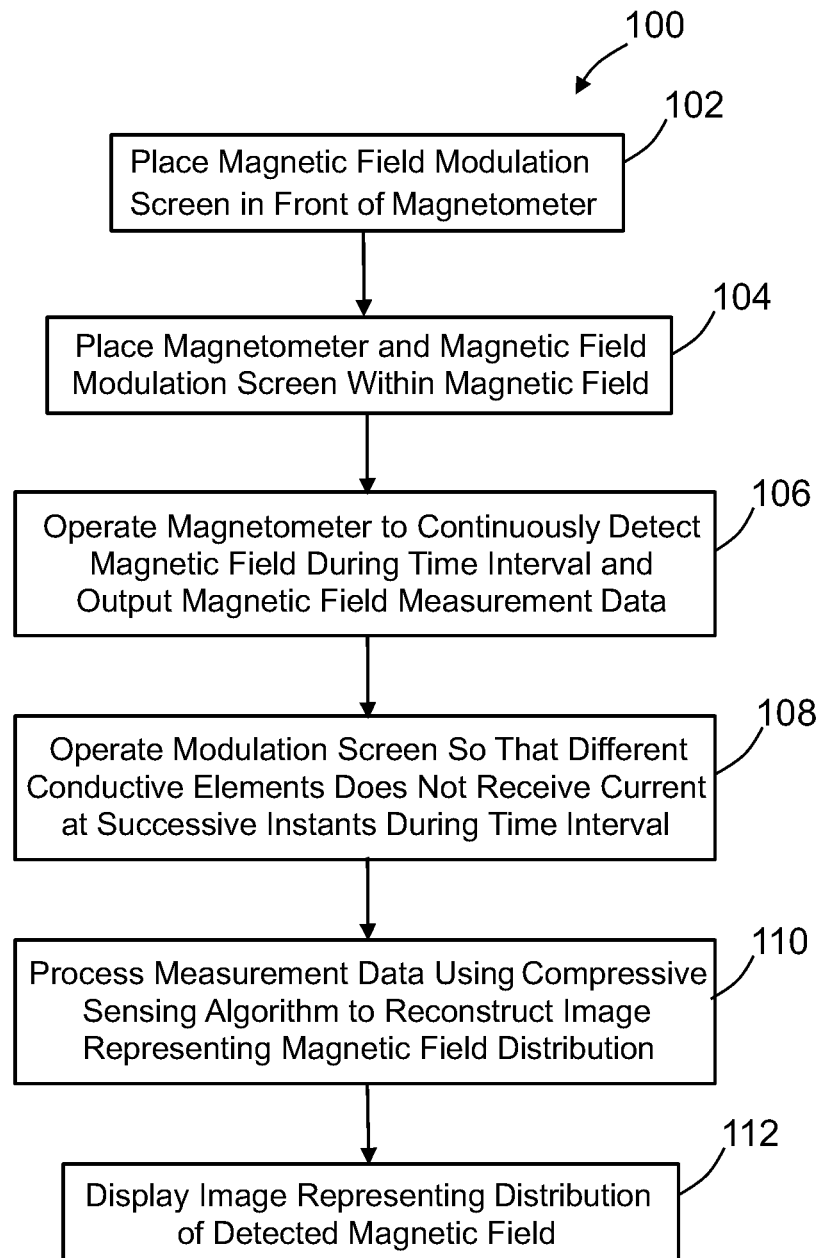 100
102
Place Magnetic Field Modulation
Screen in Front of Magnetometer
104
Place Magnetometer and Magnetic Field
Modulation Screen Within Magnetic Field
106
Operate Magnetometer to Continuously Detect
Magnetic Field During Time Interval and
Output Magnetic Field Measurement Data
108
Operate Modulation Screen So That Different
Conductive Elements Does Not Receive Current
at Successive Instants During Time Interval
110
Process Measurement Data Using Compressive
Sensing Algorithm to Reconstruct Image
Representing Magnetic Field Distribution
112
Display Image Representing Distribution
of Detected Magnetic Field